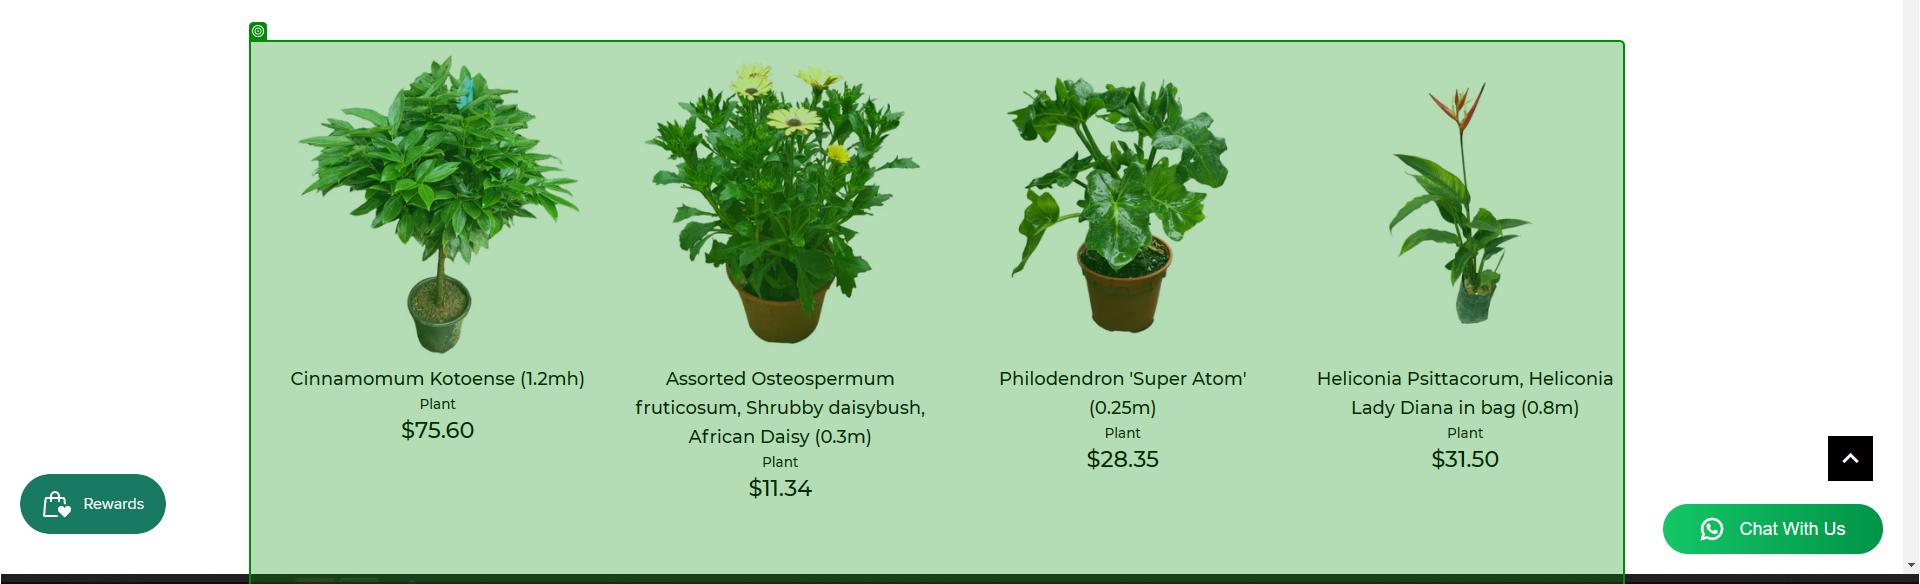 Cinnamomum Kotoense (1.2mh)
Plant
$75.60
Assorted Osteospermum
fruticosum, Shrubby daisybush,
African Daisy (0.3m)
Plant
$11.34
Philodendron 'Super Atom'
(0.25m)
Plant
$28.35
Heliconia Psittacorum, Heliconia
Lady Diana in bag (0.8m)
Plant
$31.50
Rewards
Chat With Us